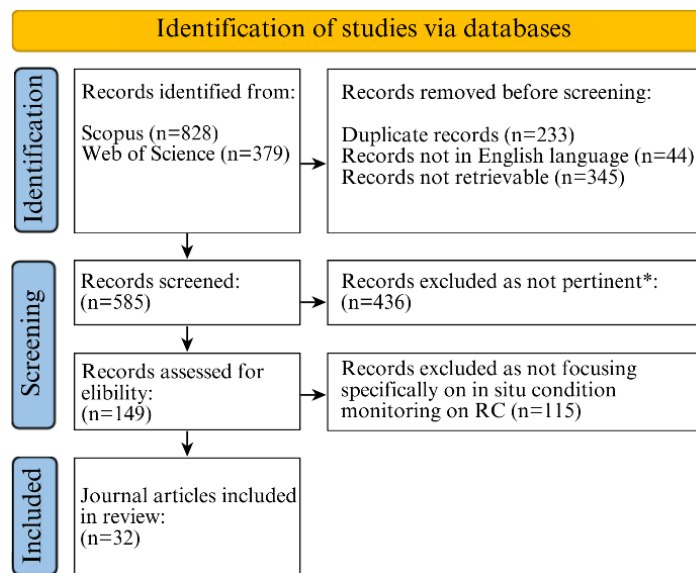 Identification of studies via databases
Identification
Records identified from:
Scopus (n=828)
Web of Science (n=379)
Records removed before screening:
Duplicate records (n=233)
Records not in English language (n=44)
Records not retrievable (n=345)
Screening
Records screened:
(n=585)
Records excluded as not pertinent*:
(n=436)
Records assessed for
elibility:
(n=149)
Records excluded as not focusing
specifically on in situ condition
monitoring on RC (n=115)
Included
Journal articles included
in review:
(n=32)